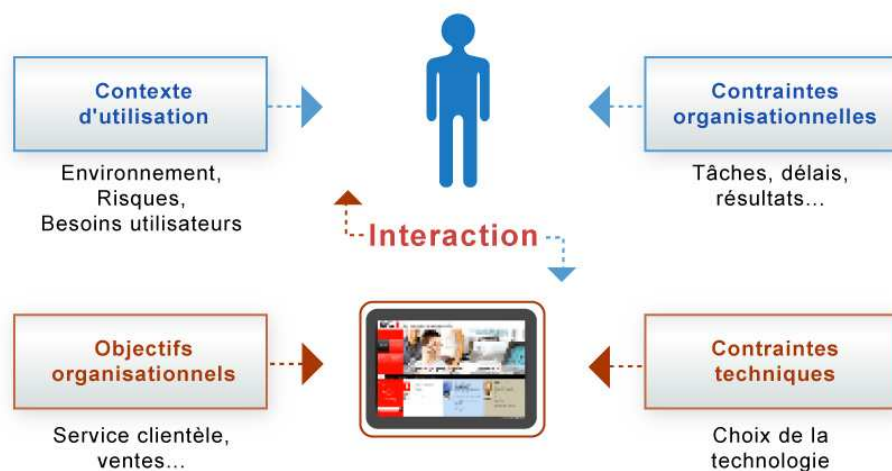 Contexte
d'utilisation
Environnement,
Risques,
Besoins utilisateurs
Contraintes
organisationnelles
Tâches, délais,
résultats...
Interaction
Objectifs
organisationnels
Service clientèle,
ventes...
Contraintes
techniques
Choix de la
technologie